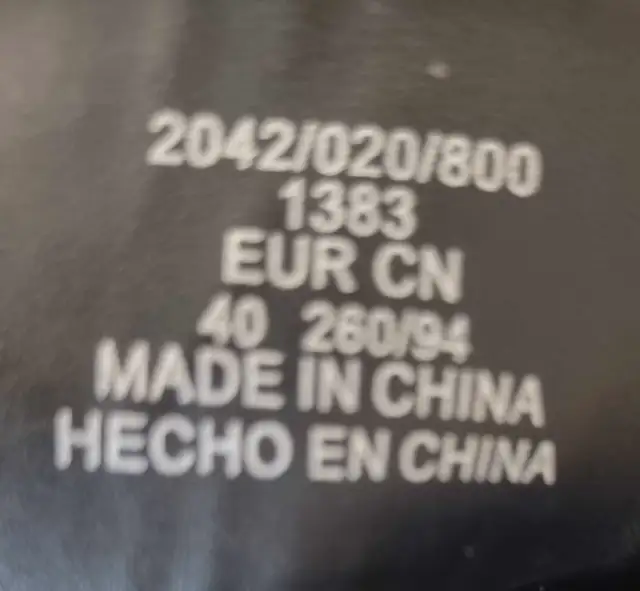 2042/020/800
1383
EUR CN
40 260/94
MADE IN CHINA
HECHO EN CHINA